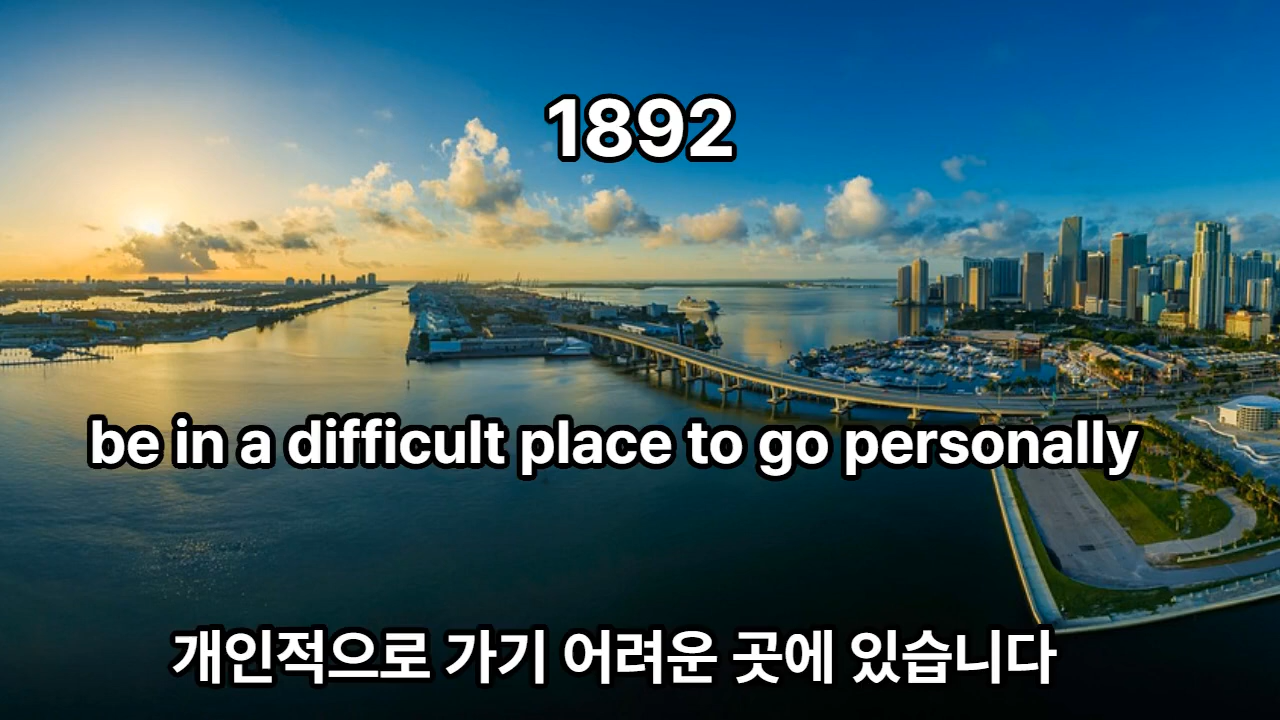 1892
be in a difficult place to go personally
개인적으로 가기 어려운 곳에 있습니다